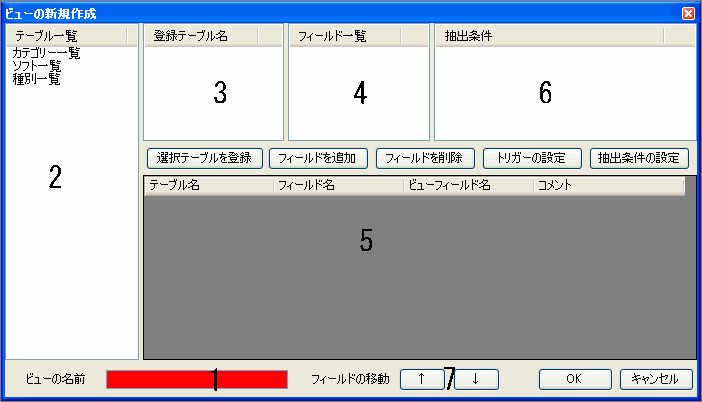 ビューの新規作成
テーブル一覧
登録テーブル名
フィールド一覧
抽出条件
カテゴリー一覧
ソフト一覧
種別一覧
2
3
4
6
選択テーブルを登録
フィールドを追加
フィールドを削除
トリガーの設定
抽出条件の設定
テーブル名
フィールド名
ビューフィールド名
コメント
5
ビューの名前
1
フィールドの移動
↑
7
↓
OK
キャンセル